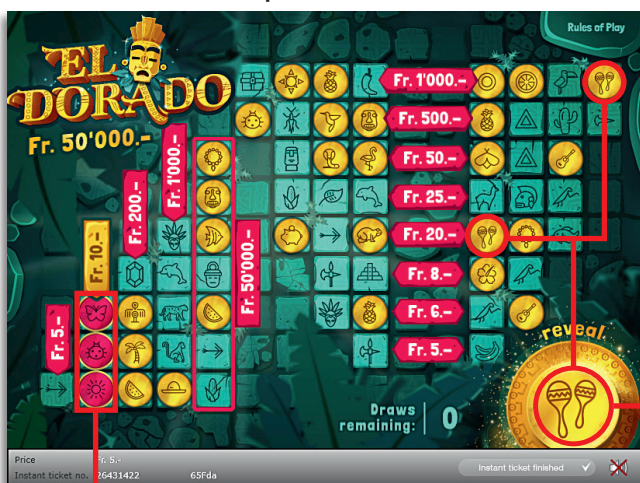 Rules of Play
EL
DORADO
Fr. 50'000.–
Fr. 1'000.–
Fr. 500.–
Fr. 50.–
Fr. 25.–
Fr. 20.–
Fr. 8.–
Fr. 6.–
Fr. 5.–
Fr. 5.–
Fr. 10.–
Fr. 200.–
Fr. 1'000.–
Fr. 50'000.–
reveal
Draws
remaining: 0
Price Fr. 5.–
Instant ticket no. 26431422 65Fda
Instant ticket finished